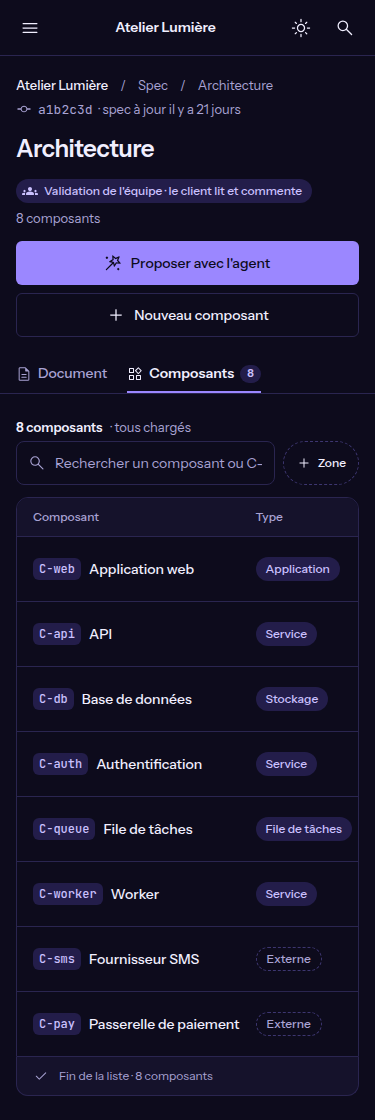 Atelier Lumière
Atelier Lumière / Spec / Architecture
a1b2c3d · spec à jour il y a 21 jours
Architecture
Validation de l'équipe · le client lit et commente
8 composants
Proposer avec l'agent
Nouveau composant
Document Composants 8
8 composants · tous chargés
Rechercher un composant ou C-
Zone
Composant Type
C-web Application web Application
C-api API Service
C-db Base de données Stockage
C-auth Authentification Service
C-queue File de tâches File de tâches
C-worker Worker Service
C-sms Fournisseur SMS Externe
C-pay Passerelle de paiement Externe
Fin de la liste · 8 composants